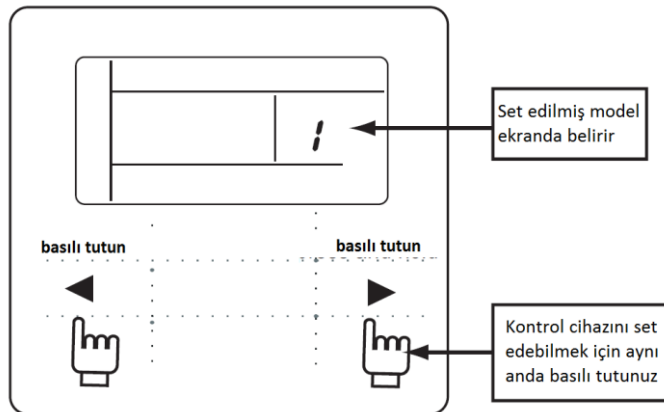 1
Set edilmiş model
ekranda belirir
basılı tutun
basılı tutun
Kontrol cihazını set
edebilmek için aynı
anda basılı tutunuz